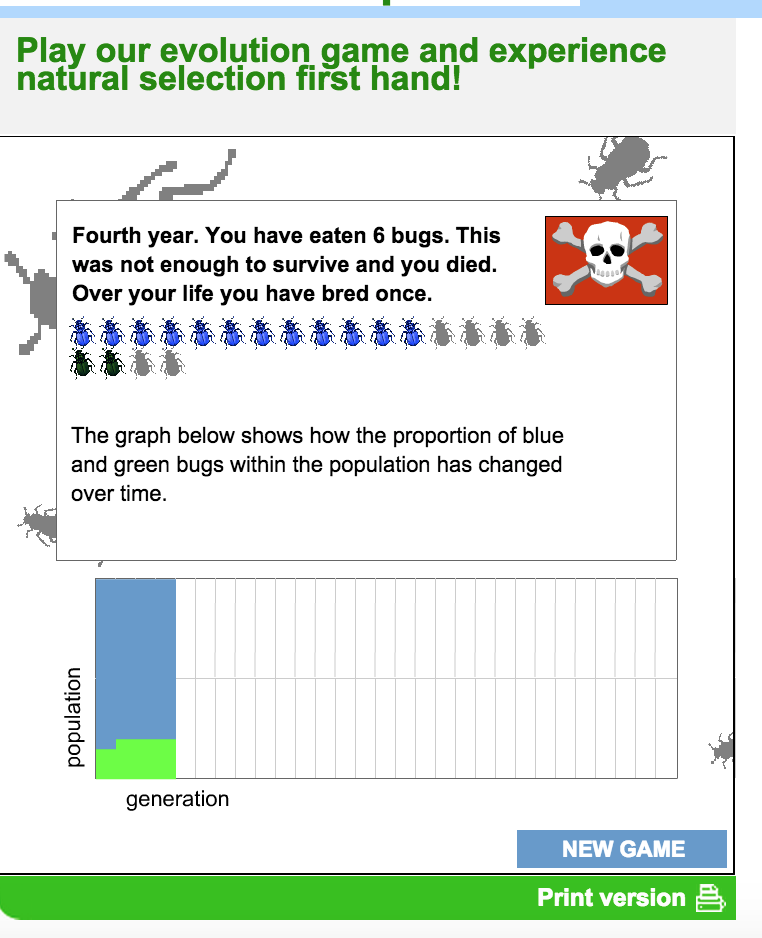 Play our evolution game and experience
natural selection first hand!
Fourth year. You have eaten 6 bugs. This
was not enough to survive and you died.
Over your life you have bred once.
The graph below shows how the proportion of blue
and green bugs within the population has changed
over time.
population
generation
NEW GAME
Print version